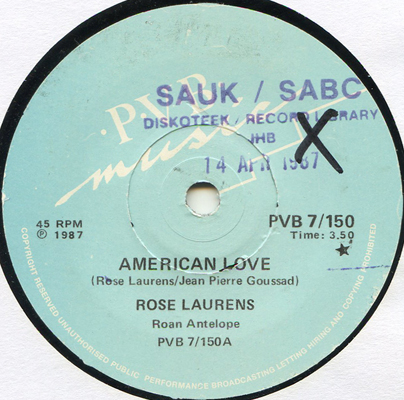 PVB
music
SAUK / SABC
DISKOTEEK / RECORD LIBRARY
JHB
14 APR 1987
X
45 RPM
℗ 1987
PVB 7/150
Time: 3.50
AMERICAN LOVE
(Rose Laurens/Jean Pierre Goussad)
ROSE LAURENS
Roan Antelope
PVB 7/150A
COPYRIGHT RESERVED UNAUTHORISED PUBLIC PERFORMANCE BROADCASTING LETTING HIRING AND COPYING PROHIBITED